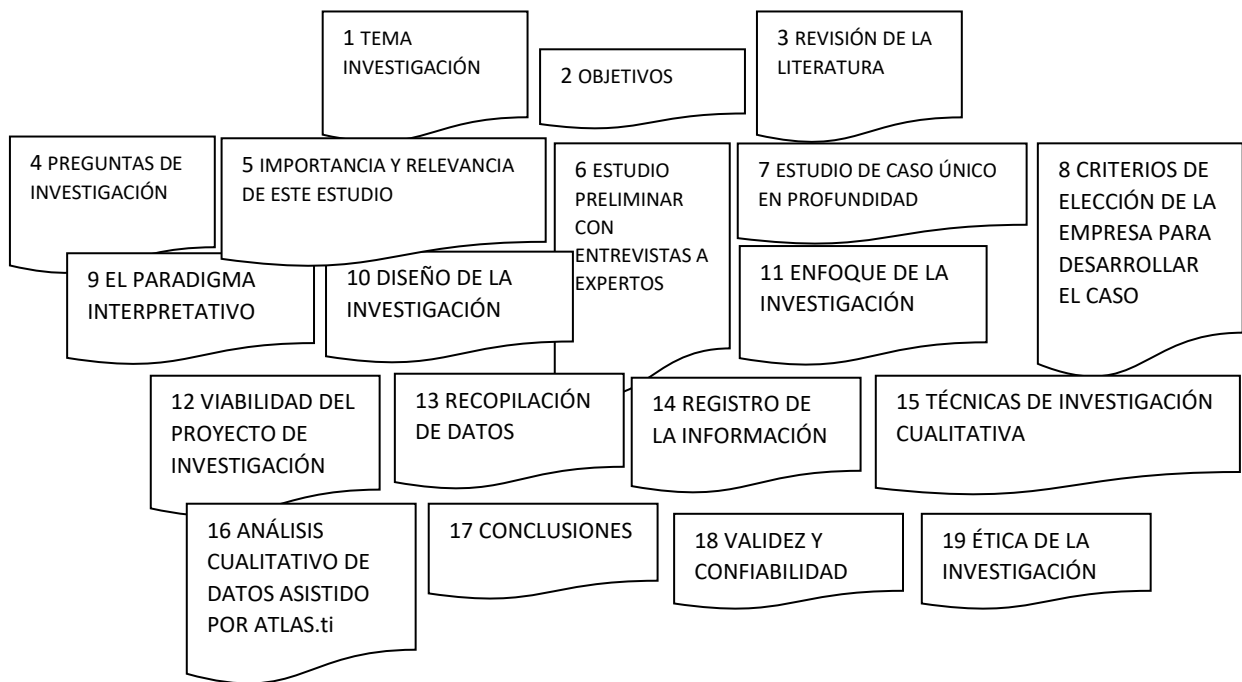 1 TEMA
INVESTIGACIÓN
2 OBJETIVOS
3 REVISIÓN DE LA
LITERATURA
4 PREGUNTAS DE
INVESTIGACIÓN
5 IMPORTANCIA Y RELEVANCIA
DE ESTE ESTUDIO
6 ESTUDIO
PRELIMINAR
CON
ENTREVISTAS A
EXPERTOS
7 ESTUDIO DE CASO ÚNICO
EN PROFUNDIDAD
8 CRITERIOS DE
ELECCIÓN DE LA
EMPRESA PARA
DESARROLLAR
EL CASO
9 EL PARADIGMA
INTERPRETATIVO
10 DISEÑO DE LA
INVESTIGACIÓN
11 ENFOQUE DE LA
INVESTIGACIÓN
12 VIABILIDAD DEL
PROYECTO DE
INVESTIGACIÓN
13 RECOPILACIÓN
DE DATOS
14 REGISTRO DE
LA INFORMACIÓN
15 TÉCNICAS DE INVESTIGACIÓN
CUALITATIVA
16 ANÁLISIS
CUALITATIVO DE
DATOS ASISTIDO
POR ATLAS.ti
17 CONCLUSIONES
18 VALIDEZ Y
CONFIABILIDAD
19 ÉTICA DE LA
INVESTIGACIÓN